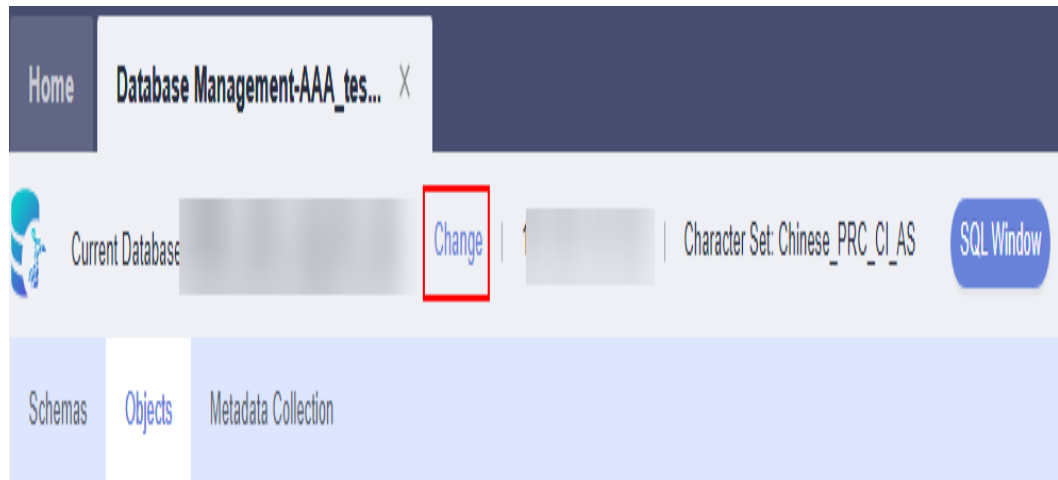 Home Database Management-AAA_tes... X
Current Database Change | | Character Set: Chinese_PRC_CI_AS SQL Window
Schemas Objects Metadata Collection